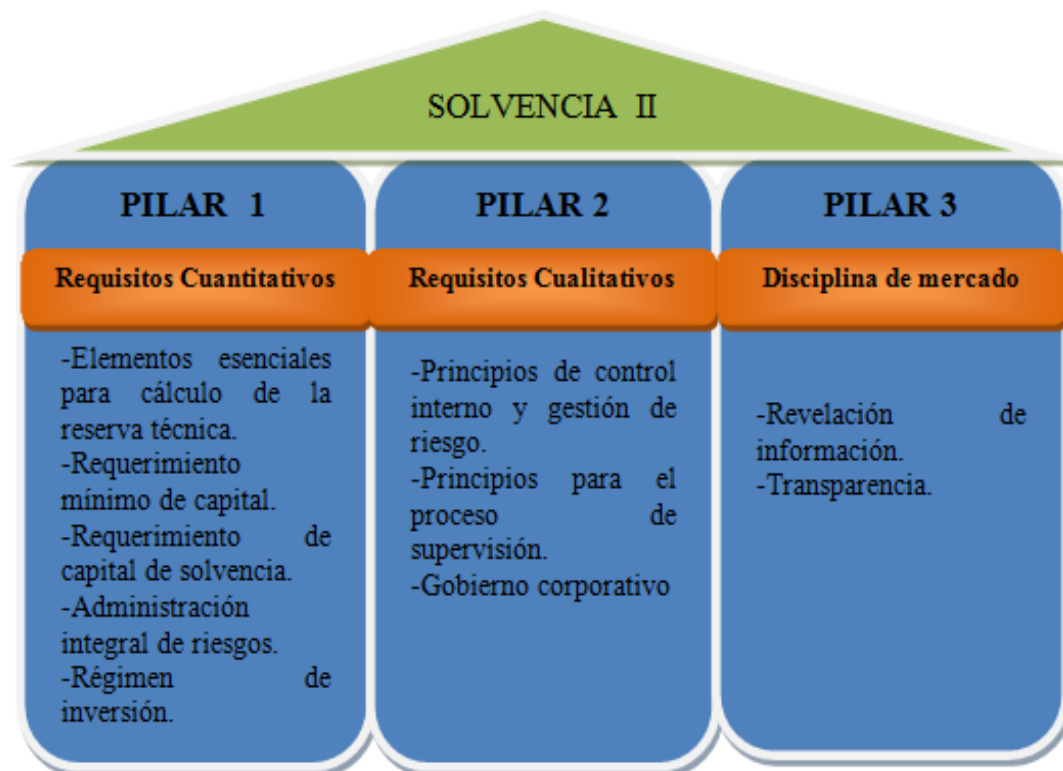 SOLVENCIA II
PILAR 1
Requisitos Cuantitativos
-Elementos esenciales
para cálculo de la
reserva técnica.
-Requerimiento
mínimo de capital.
-Requerimiento de
capital de solvencia.
-Administración
integral de riesgos.
-Régimen de
inversión.
PILAR 2
Requisitos Cualitativos
-Principios de control
interno y gestión de
riesgo.
-Principios para el
proceso de
supervisión.
-Gobierno corporativo
PILAR 3
Disciplina de mercado
-Revelación de
información.
-Transparencia.